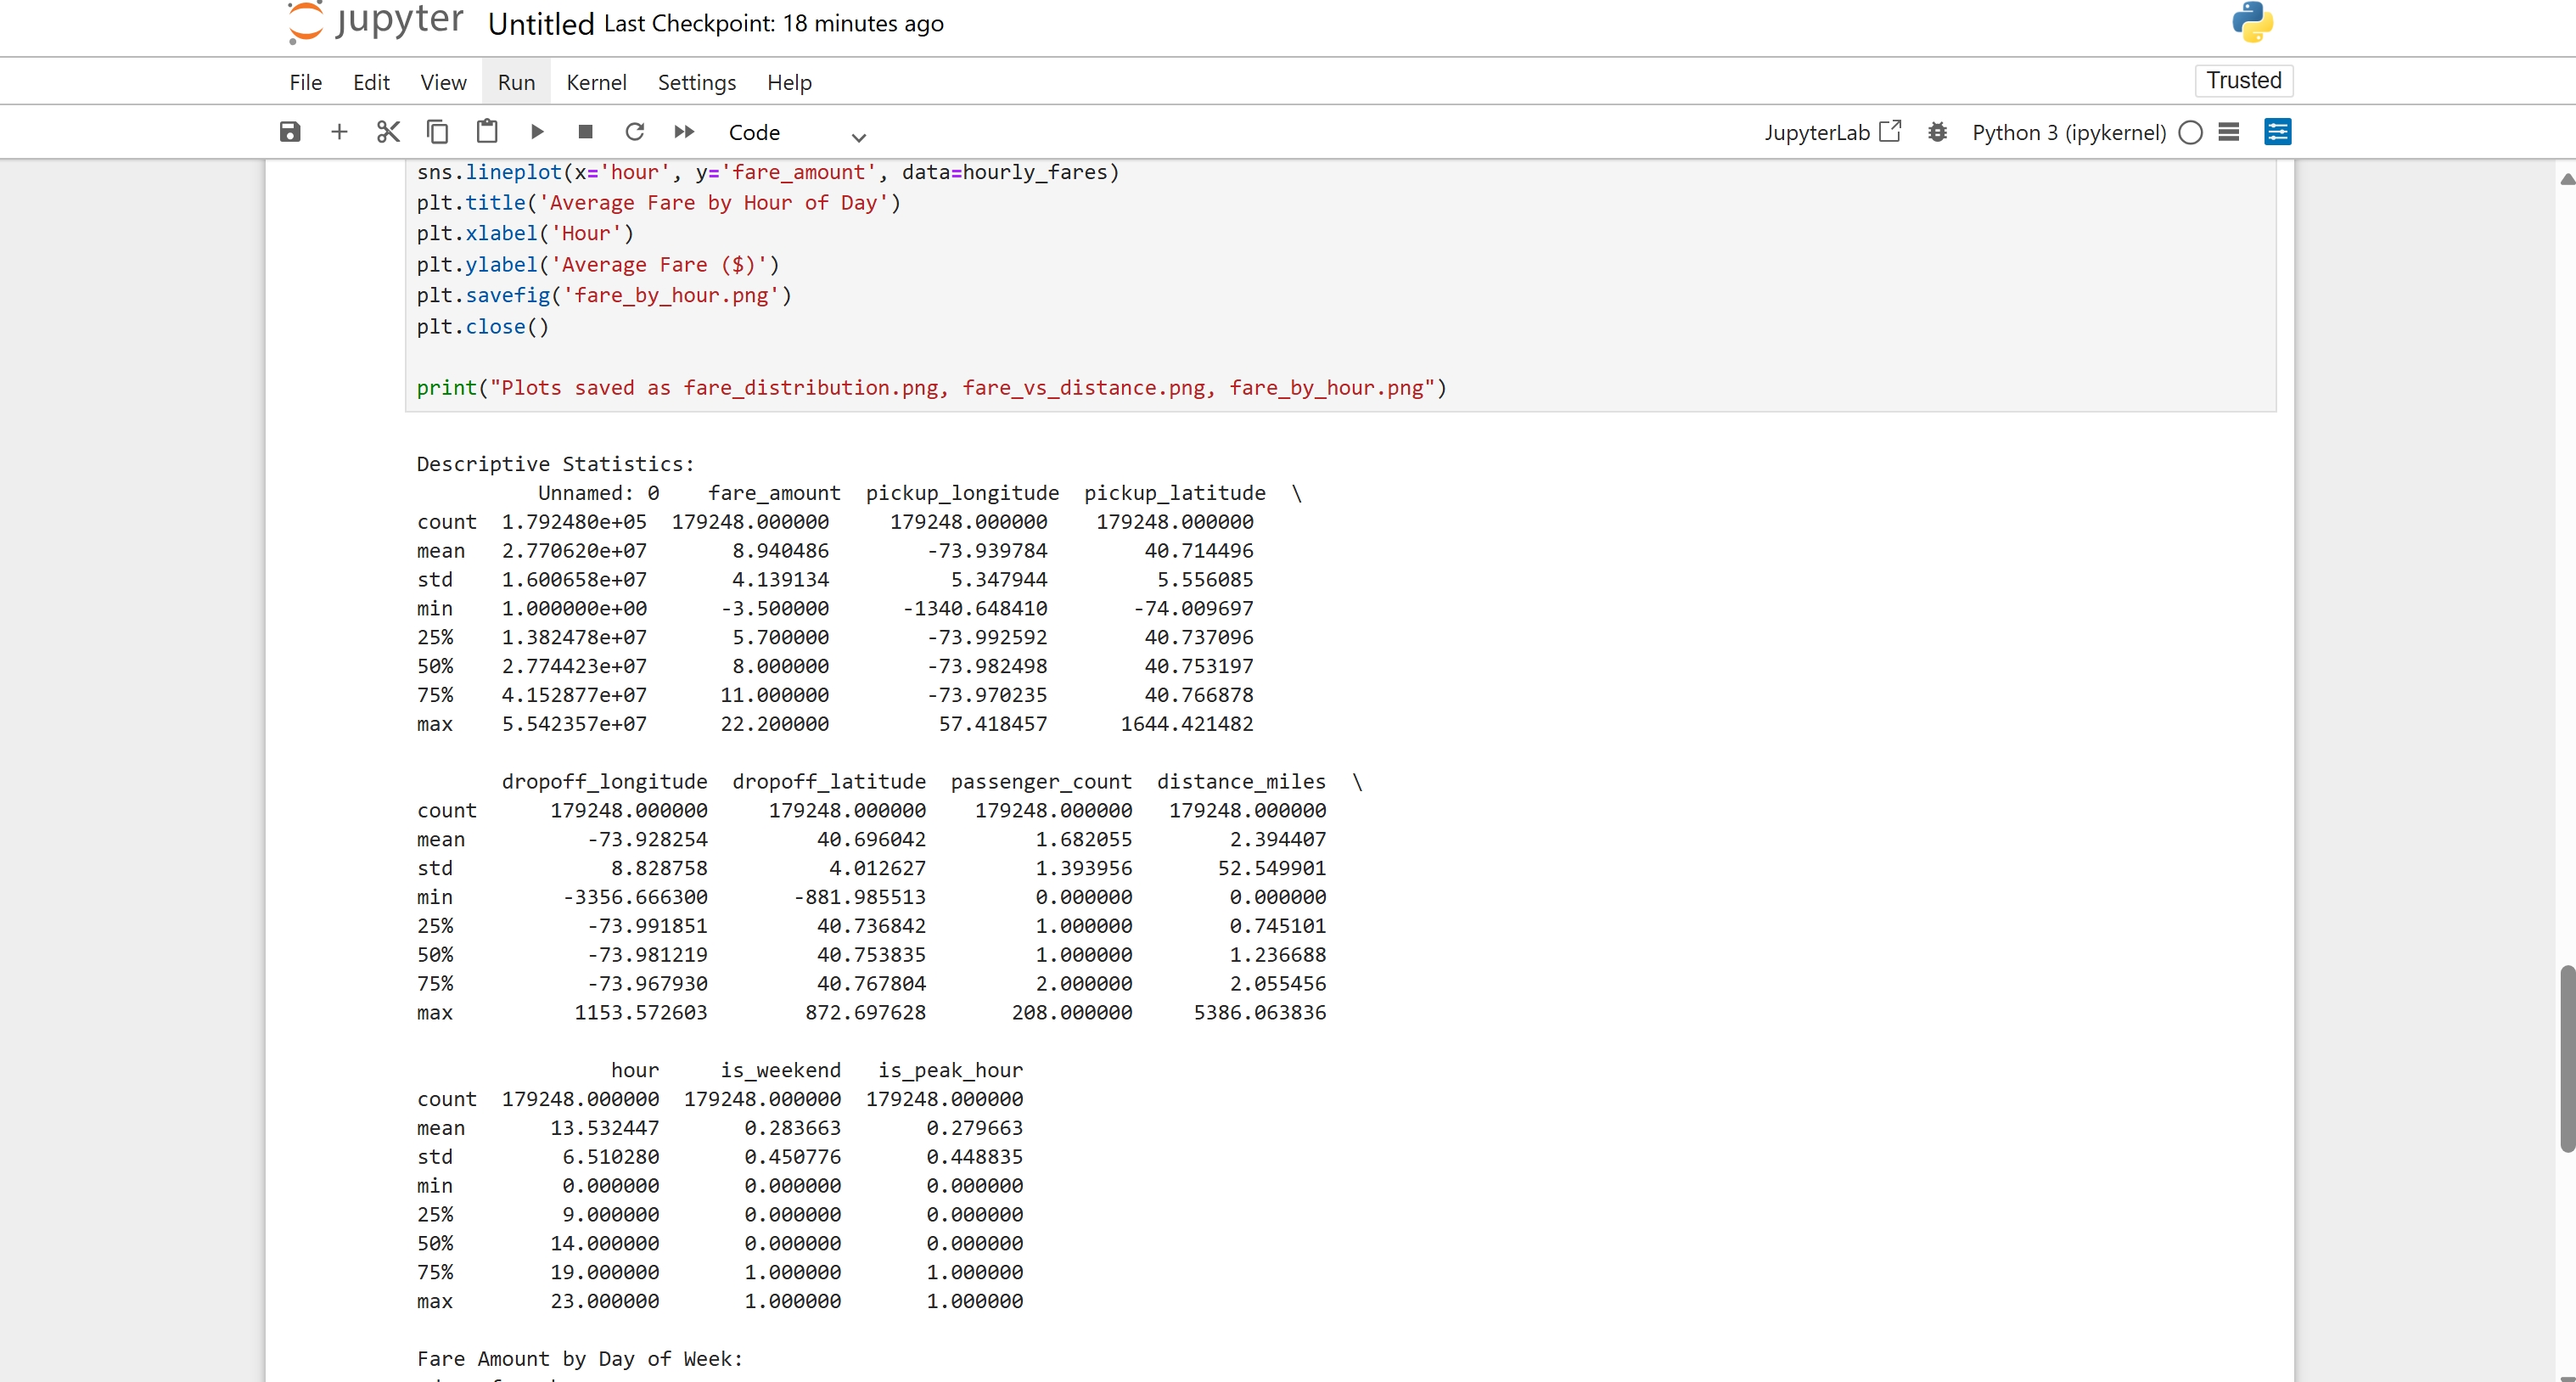 jupyter Untitled Last Checkpoint: 18 minutes ago
File Edit View Run Kernel Settings Help Trusted
Code JupyterLab Python 3 (ipykernel)
sns.lineplot(x='hour', y='fare_amount', data=hourly_fares)
plt.title('Average Fare by Hour of Day')
plt.xlabel('Hour')
plt.ylabel('Average Fare ($)')
plt.savefig('fare_by_hour.png')
plt.close()
print("Plots saved as fare_distribution.png, fare_vs_distance.png, fare_by_hour.png")
Descriptive Statistics:
Unnamed: 0 fare_amount pickup_longitude pickup_latitude \
count 1.792480e+05 179248.000000 179248.000000 179248.000000
mean 2.770620e+07 8.940486 -73.939784 40.714496
std 1.600658e+07 4.139134 5.347944 5.556085
min 1.000000e+00 -3.500000 -1340.648410 -74.009697
25% 1.382478e+07 5.700000 -73.992592 40.737096
50% 2.774423e+07 8.000000 -73.982498 40.753197
75% 4.152877e+07 11.000000 -73.970235 40.766878
max 5.542357e+07 22.200000 57.418457 1644.421482
dropoff_longitude dropoff_latitude passenger_count distance_miles \
count 179248.000000 179248.000000 179248.000000 179248.000000
mean -73.928254 40.696042 1.682055 2.394407
std 8.828758 4.012627 1.393956 52.549901
min -3356.666300 -881.985513 0.000000 0.000000
25% -73.991851 40.736842 1.000000 0.745101
50% -73.981219 40.753835 1.000000 1.236688
75% -73.967930 40.767804 2.000000 2.055456
max 1153.572603 872.697628 208.000000 5386.063836
hour is_weekend is_peak_hour
count 179248.000000 179248.000000 179248.000000
mean 13.532447 0.283663 0.279663
std 6.510280 0.450776 0.448835
min 0.000000 0.000000 0.000000
25% 9.000000 0.000000 0.000000
50% 14.000000 0.000000 0.000000
75% 19.000000 1.000000 1.000000
max 23.000000 1.000000 1.000000
Fare Amount by Day of Week: